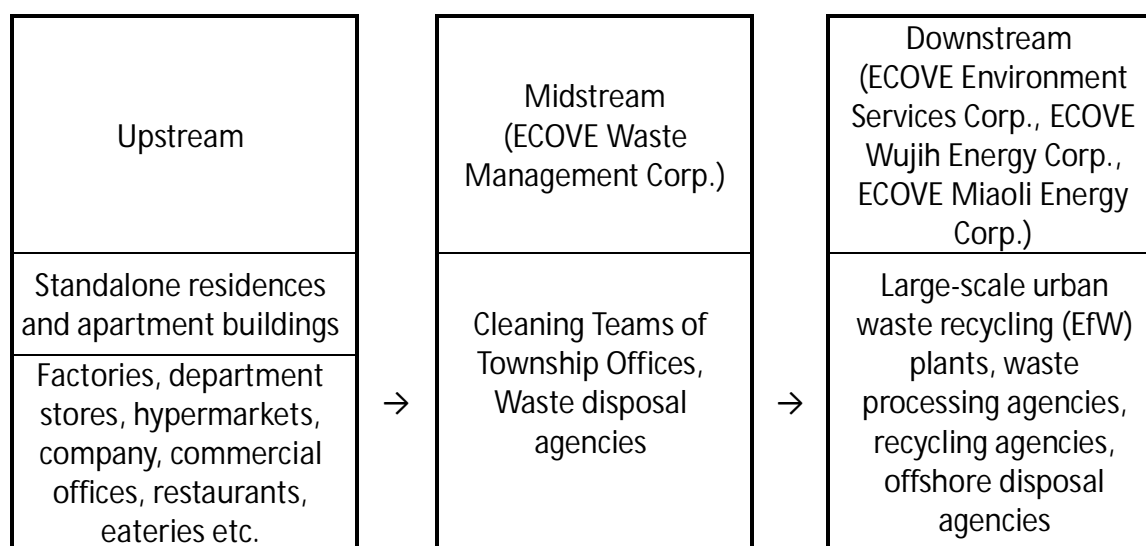 Upstream
Standalone residences
and apartment buildings
Factories, department
stores, hypermarkets,
company, commercial
offices, restaurants,
eateries etc.
→
Midstream
(ECOVE Waste
Management Corp.)
Cleaning Teams of
Township Offices,
Waste disposal
agencies
→
Downstream
(ECOVE Environment
Services Corp., ECOVE
Wujih Energy Corp.,
ECOVE Miaoli Energy
Corp.)
Large-scale urban
waste recycling (EfW)
plants, waste
processing agencies,
recycling agencies,
offshore disposal
agencies